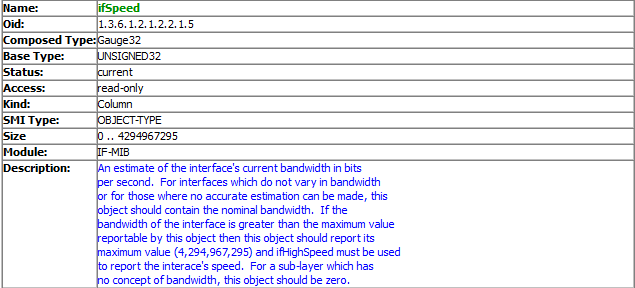 Name: ifSpeed
Oid: 1.3.6.1.2.1.2.2.1.5
Composed Type: Gauge32
Base Type: UNSIGNED32
Status: current
Access: read-only
Kind: Column
SMI Type: OBJECT-TYPE
Size 0 .. 4294967295
Module: IF-MIB
Description: An estimate of the interface's current bandwidth in bits
per second.  For interfaces which do not vary in bandwidth
or for those where no accurate estimation can be made, this
object should contain the nominal bandwidth.  If the
bandwidth of the interface is greater than the maximum value
reportable by this object then this object should report its
maximum value (4,294,967,295) and ifHighSpeed must be used
to report the interace's speed.  For a sub-layer which has
no concept of bandwidth, this object should be zero.